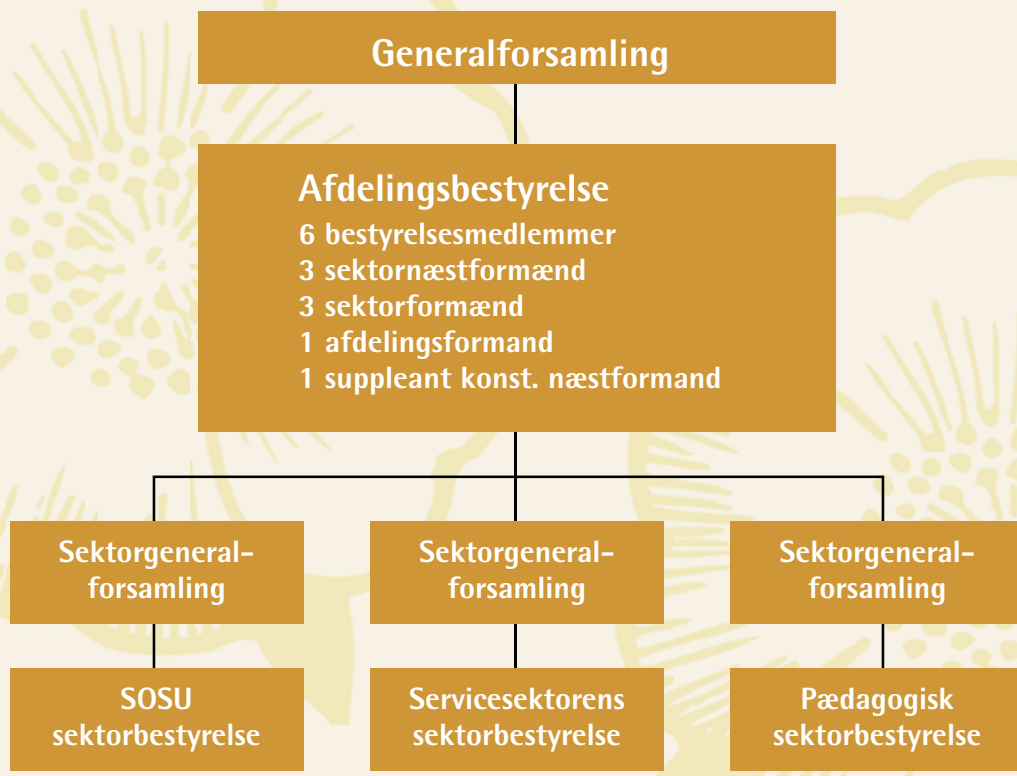 Generalforsamling
Afdelingsbestyrelse
6 bestyrelsesmedlemmer
3 sektornæstformænd
3 sektorformænd
1 afdelingsformand
1 suppleant konst. næstformand
Sektorgeneral-
forsamling
Sektorgeneral-
forsamling
Sektorgeneral-
forsamling
SOSU
sektorbestyrelse
Servicesektorens
sektorbestyrelse
Pædagogisk
sektorbestyrelse